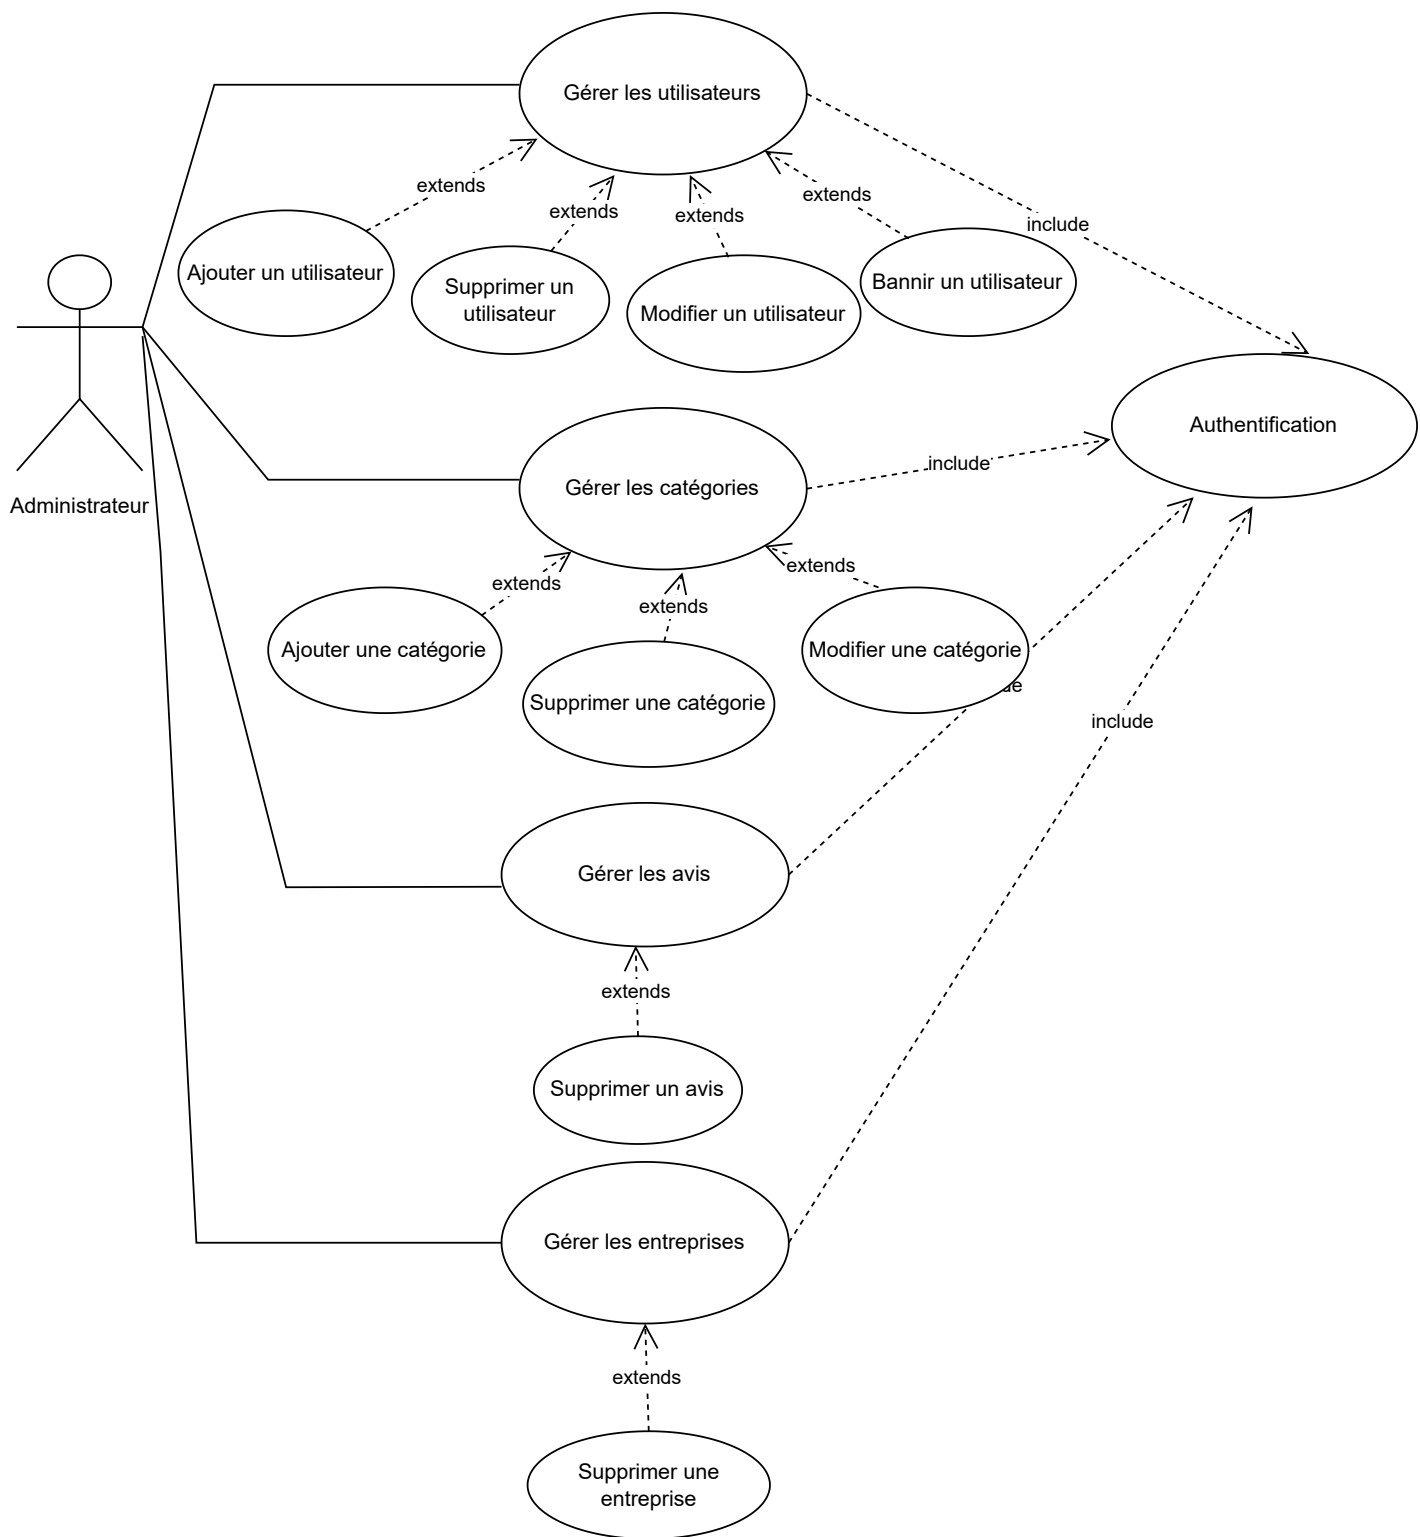 Gérer les utilisateurs
extends
extends
extends
extends
include
Ajouter un utilisateur
Supprimer un
utilisateur
Modifier un utilisateur
Bannir un utilisateur
Authentification
Administrateur
Gérer les catégories
include
extends
extends
extends
Ajouter une catégorie
Supprimer une catégorie
Modifier une catégorie
include
Gérer les avis
extends
Supprimer un avis
Gérer les entreprises
extends
Supprimer une
entreprise